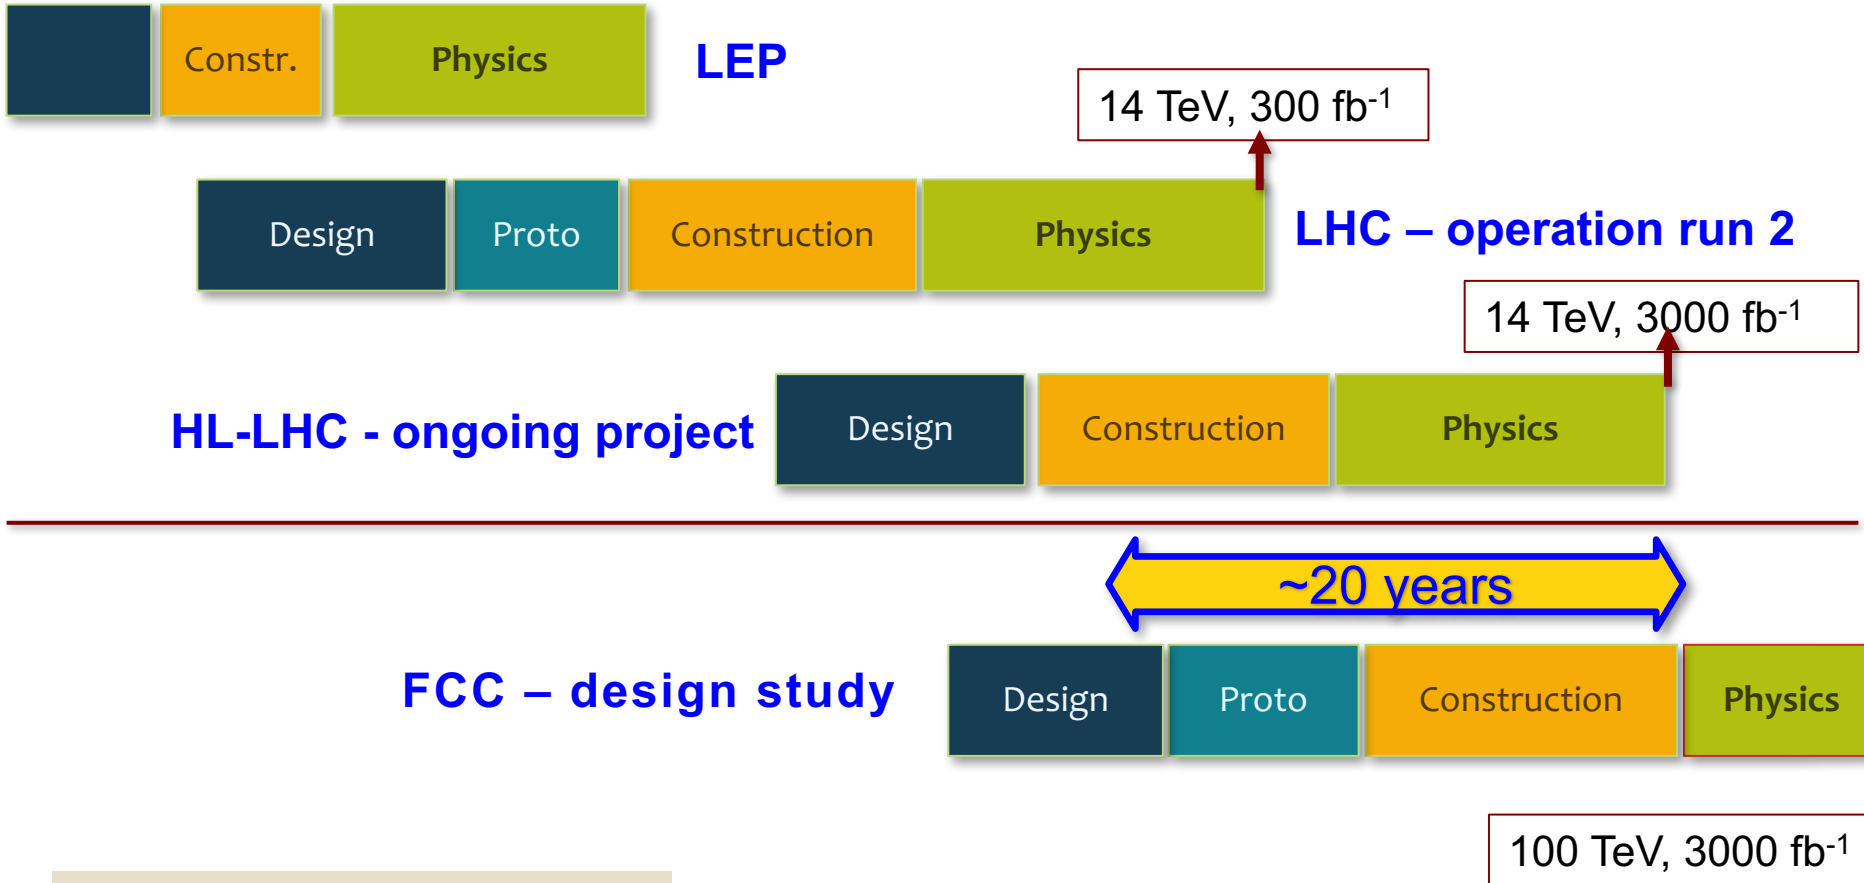 Constr.
Physics
LEP
14 TeV, 300 fb-1
Design
Proto
Construction
Physics
LHC – operation run 2
14 TeV, 3000 fb-1
HL-LHC - ongoing project
Design
Construction
Physics
~20 years
FCC – design study
Design
Proto
Construction
Physics
100 TeV, 3000 fb-1